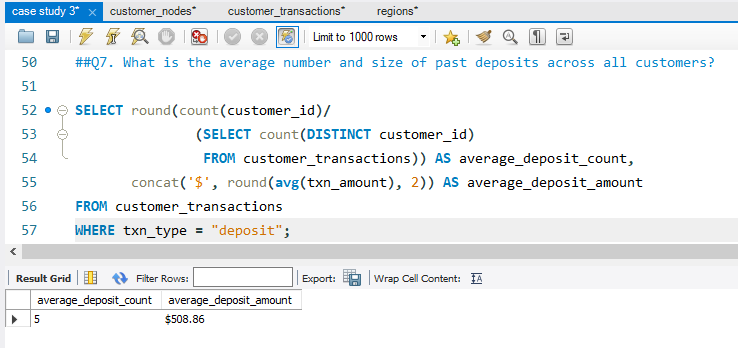 case study 3* × customer_nodes* customer_transactions* regions*
Limit to 1000 rows
50 ##Q7. What is the average number and size of past deposits across all customers?
51
52 SELECT round(count(customer_id)/
53 (SELECT count(DISTINCT customer_id)
54 FROM customer_transactions)) AS average_deposit_count,
55 concat('$', round(avg(txn_amount), 2)) AS average_deposit_amount
56 FROM customer_transactions
57 WHERE txn_type = "deposit";
Result Grid Filter Rows: Export: Wrap Cell Content: IA
average_deposit_count average_deposit_amount
5 $508.86